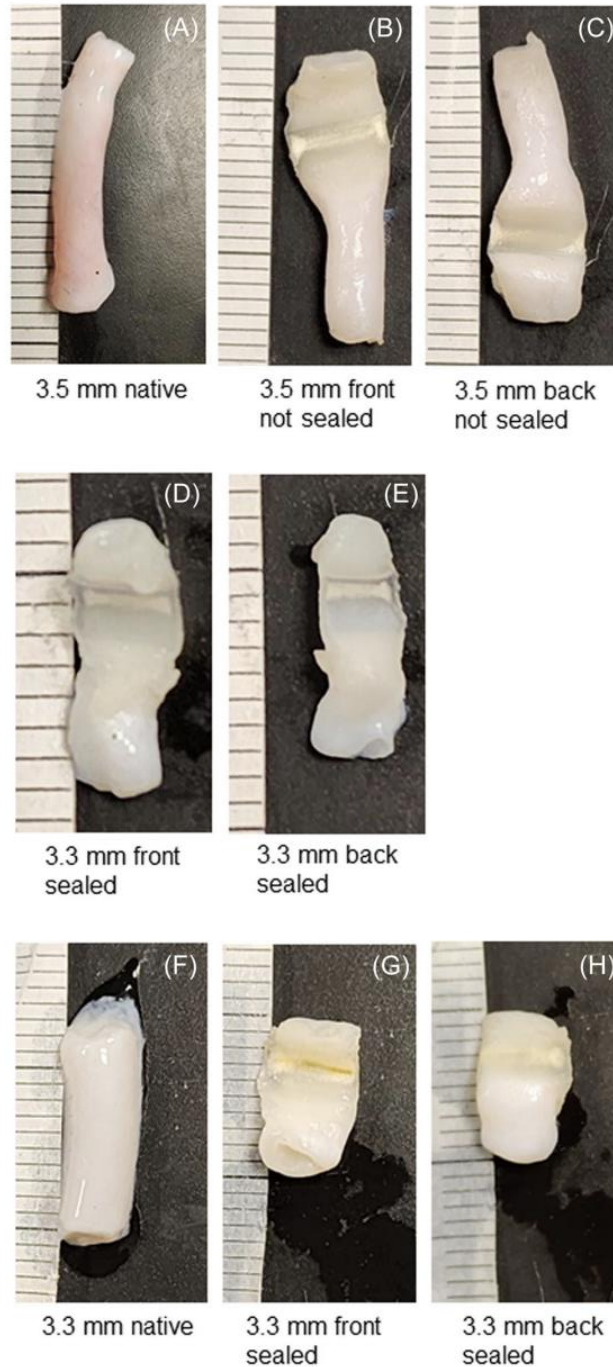 (A)
(B)
(C)
3.5 mm native
3.5 mm front
not sealed
3.5 mm back
not sealed
(D)
(E)
3.3 mm front
sealed
3.3 mm back
sealed
(F)
(G)
(H)
3.3 mm native
3.3 mm front
sealed
3.3 mm back
sealed